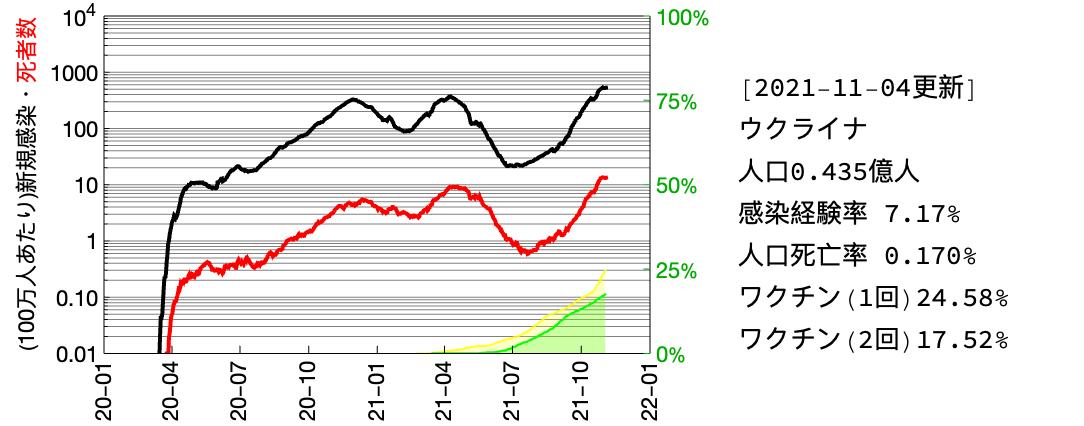 (100万人あたり)新規感染・死者数
10^4
1000
100
10
1
0.10
0.01
100%
75%
50%
25%
0%
20-01
20-04
20-07
20-10
21-01
21-04
21-07
21-10
22-01
[2021-11-04更新]
ウクライナ
人口0.435億人
感染経験率 7.17%
人口死亡率 0.170%
ワクチン(1回)24.58%
ワクチン(2回)17.52%